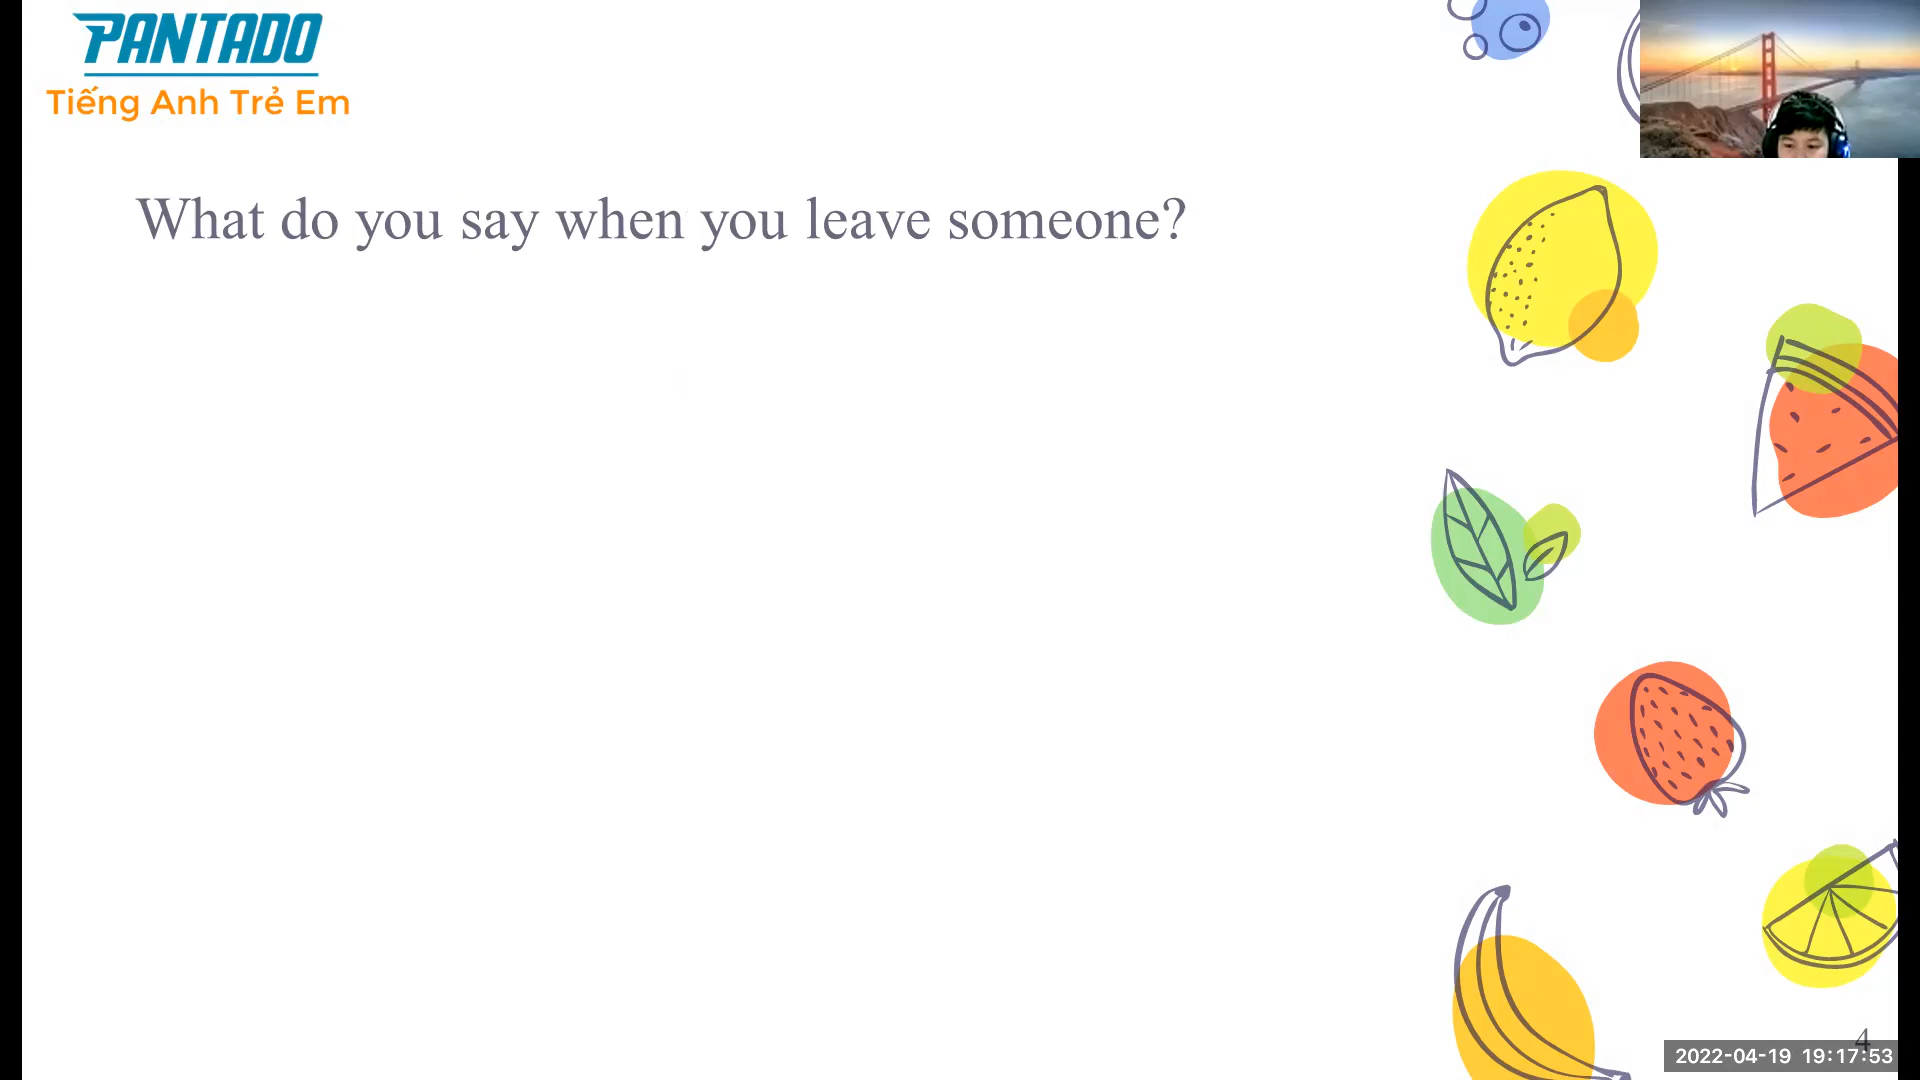 PANTADO
Tiếng Anh Trẻ Em
What do you say when you leave someone?
4
2022-04-19 19:17:53